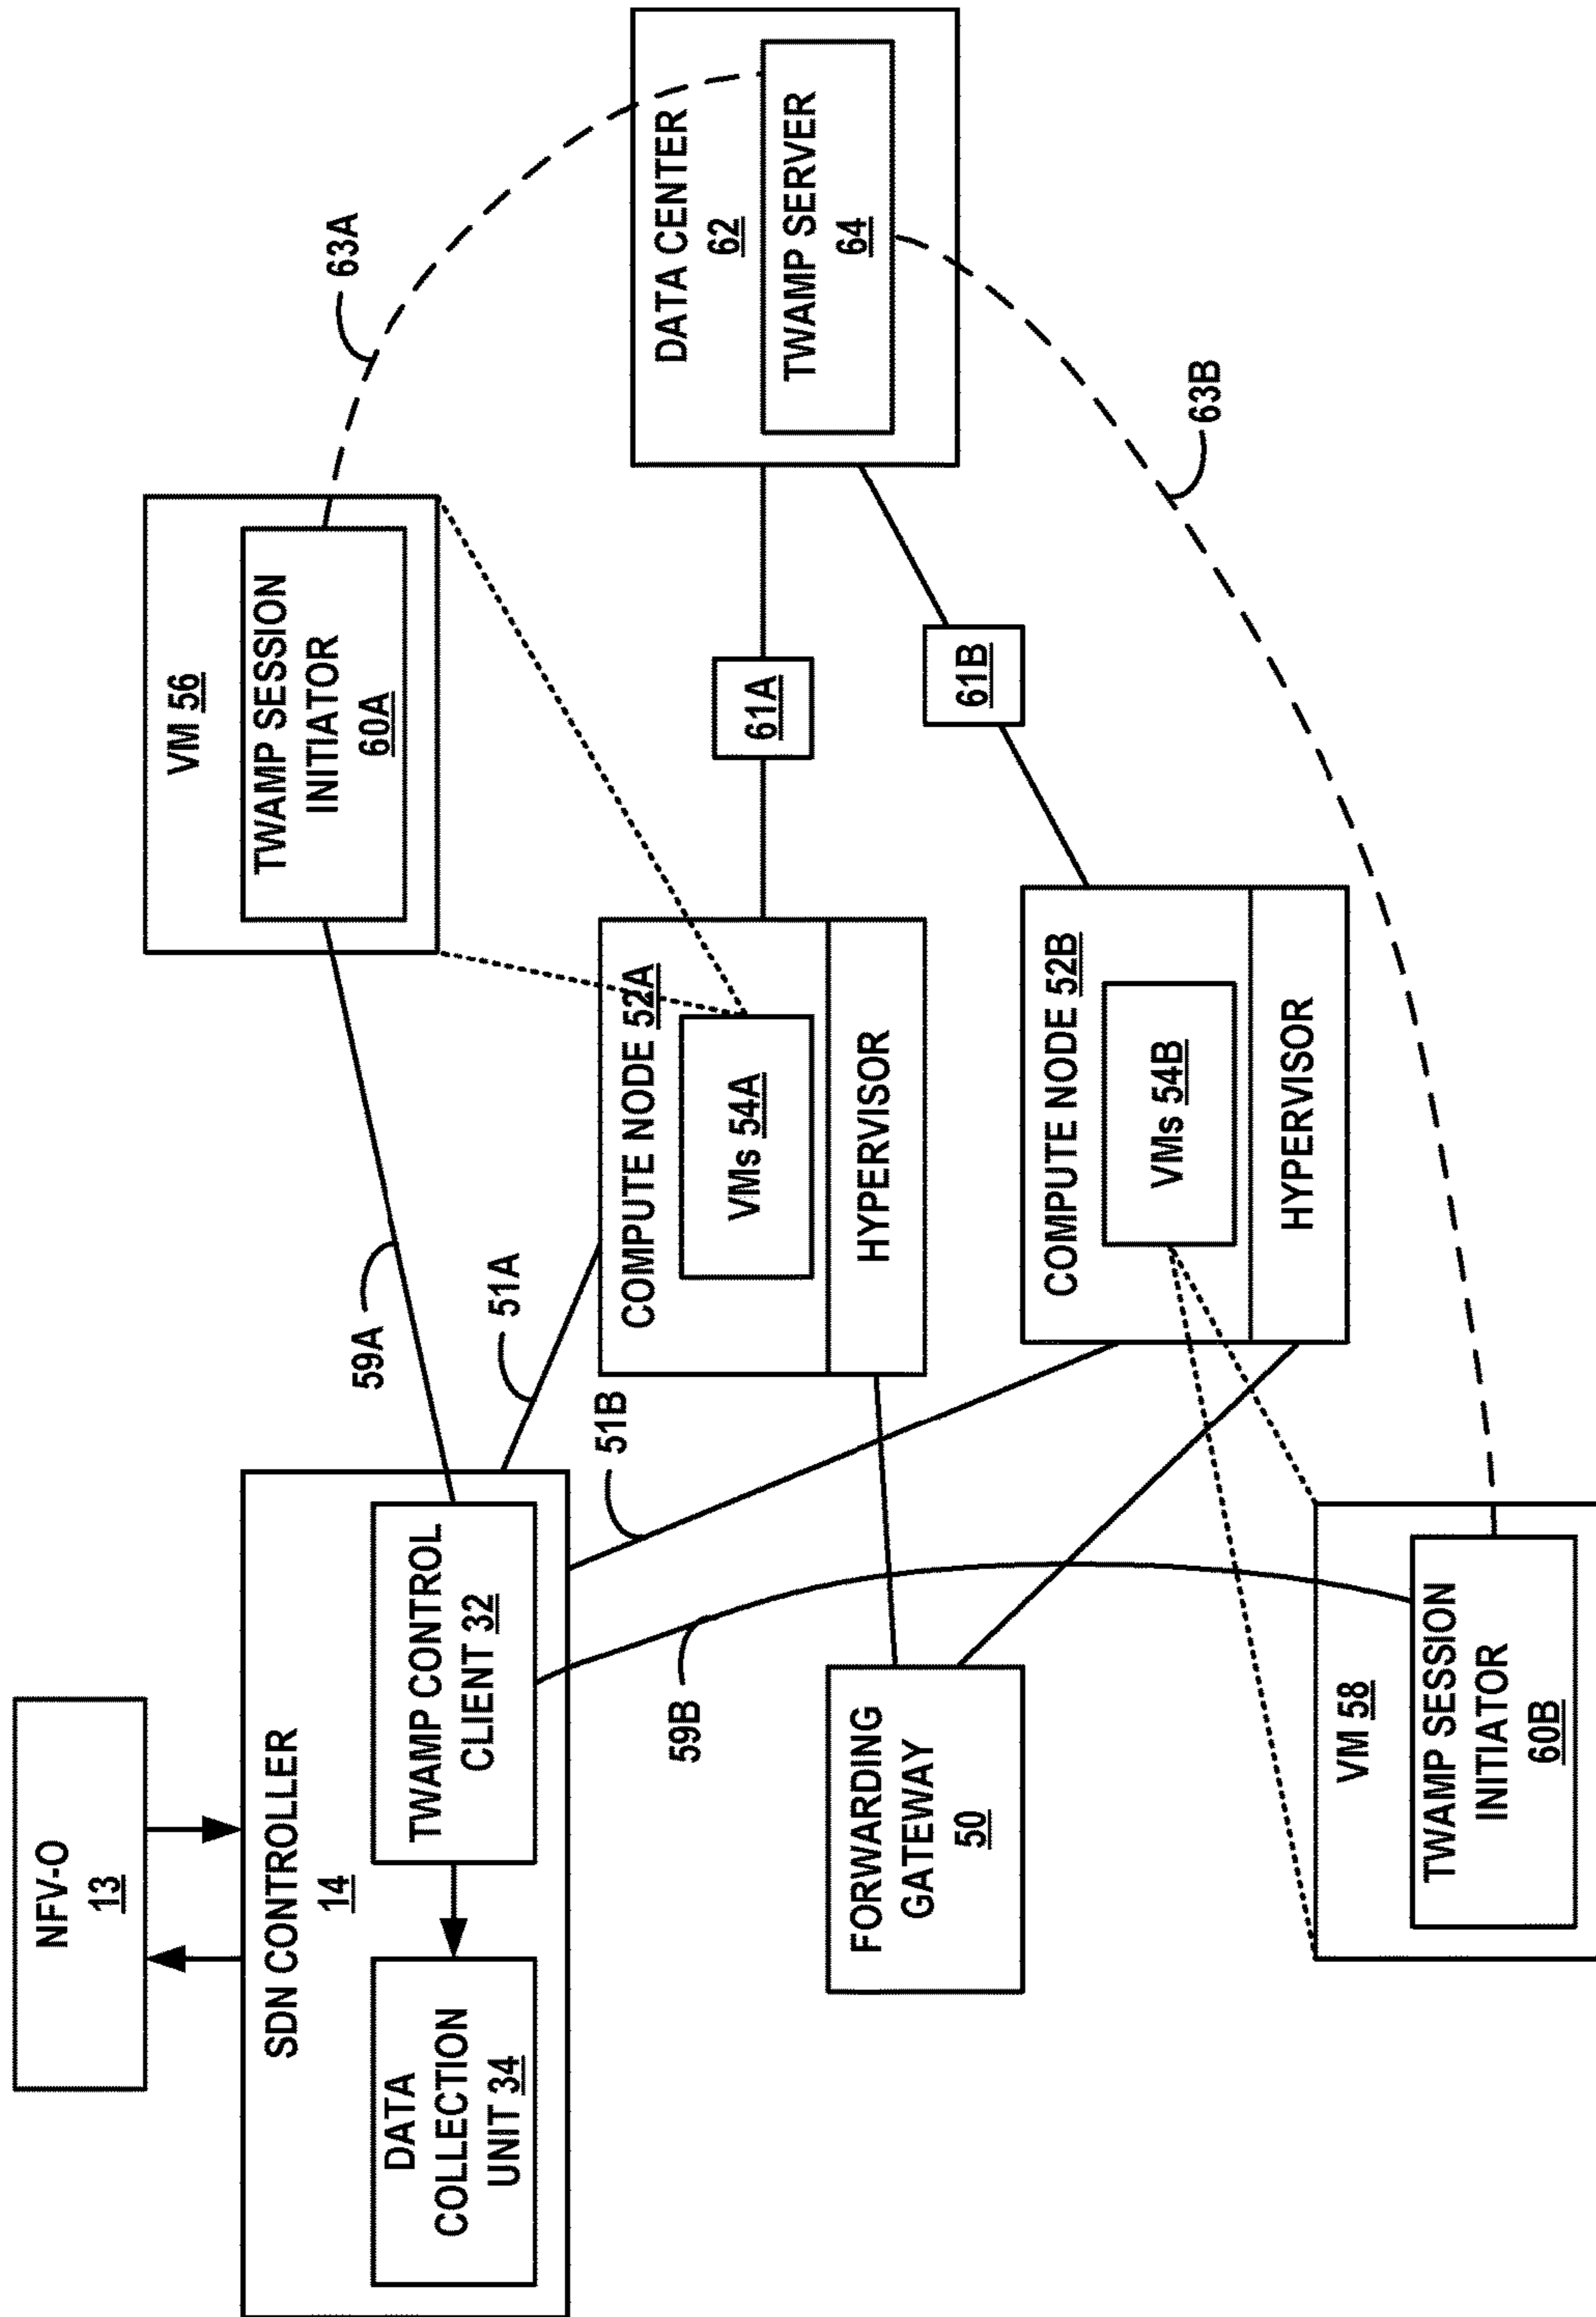 NFV-O
13
SDN CONTROLLER
14
DATA
COLLECTION
UNIT 34
TWAMP CONTROL
CLIENT 32
59A
51A
51B
59B
VM 56
TWAMP SESSION
INITIATOR
60A
63A
COMPUTE NODE 52A
VMs 54A
HYPERVISOR
61A
DATA CENTER
62
TWAMP SERVER
64
FORWARDING
GATEWAY
50
COMPUTE NODE 52B
VMs 54B
HYPERVISOR
61B
63B
VM 58
TWAMP SESSION
INITIATOR
60B